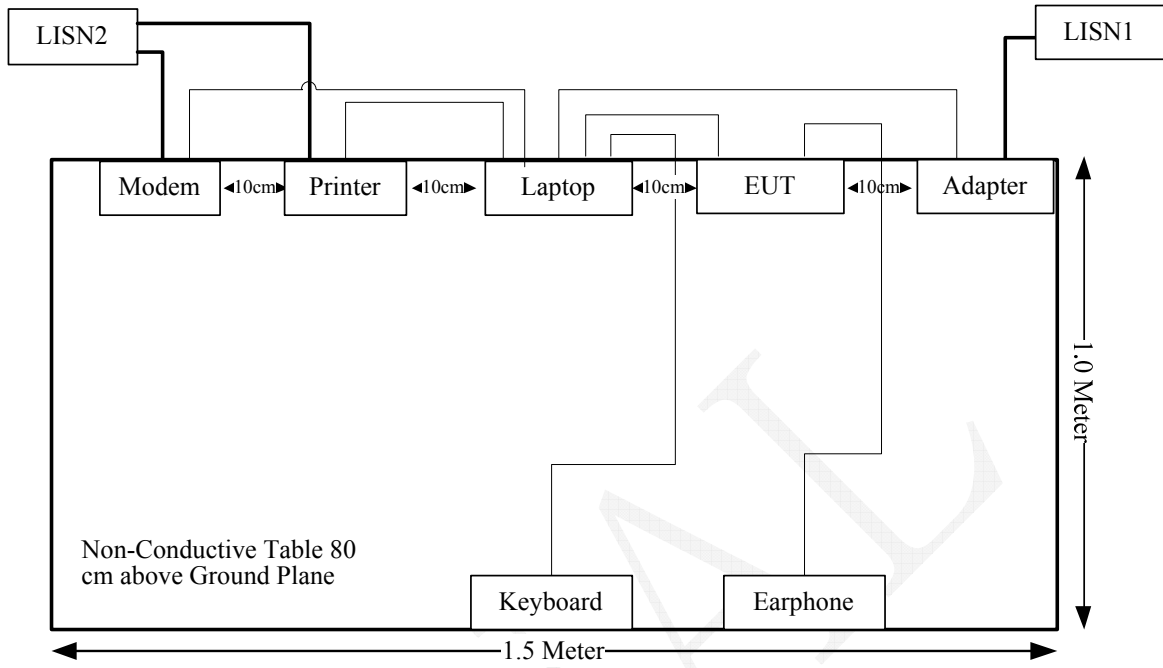 LISN2
LISN1
Modem
10cm
Printer
10cm
Laptop
10cm
EUT
10cm
Adapter
1.0 Meter
Non-Conductive Table 80
cm above Ground Plane
Keyboard
Earphone
1.5 Meter